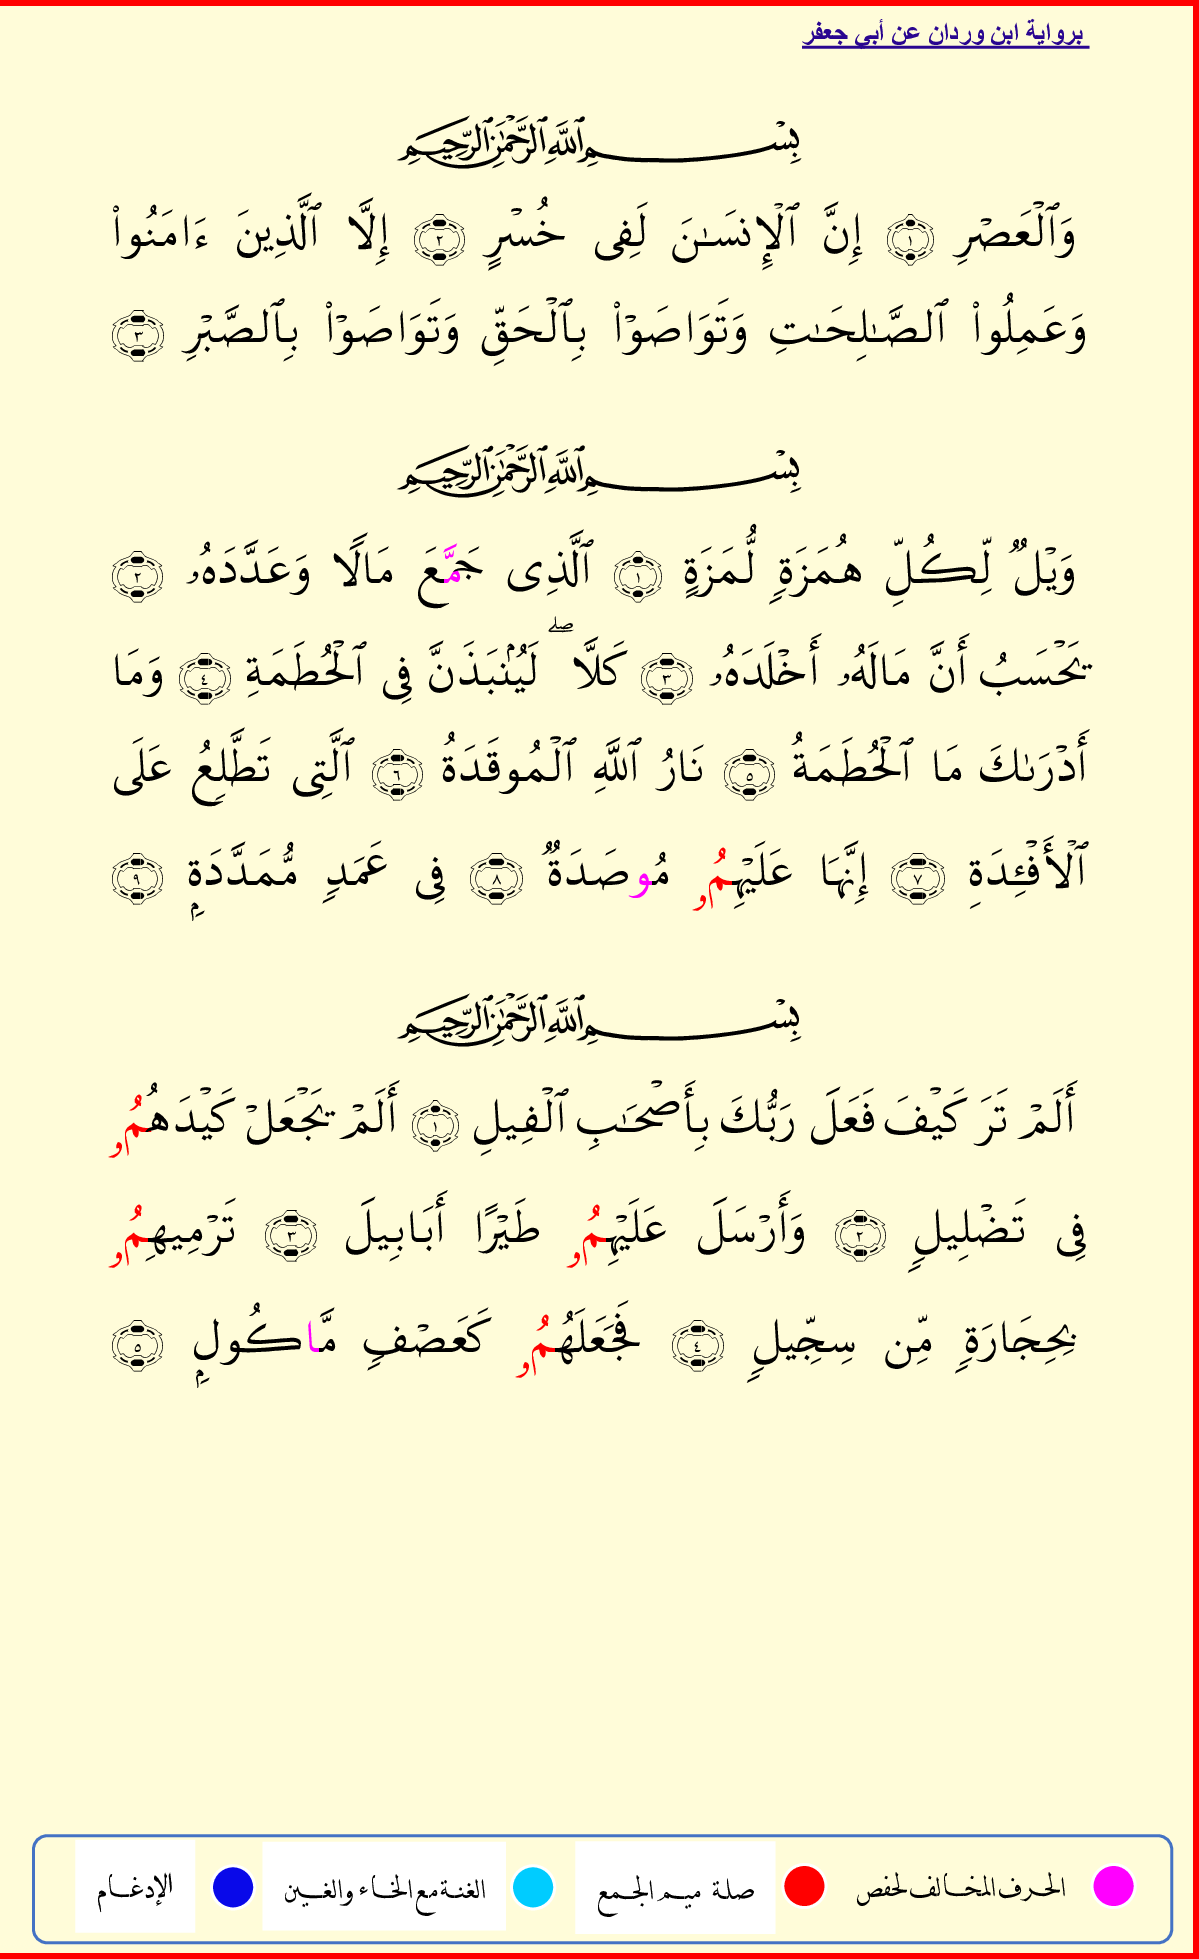 برواية ابن وردان عن أبي جعفر
بِسْمِ ٱللَّهِ ٱلرَّحْمَٰنِ ٱلرَّحِيمِ
وَٱلْعَصْرِ ١ إِنَّ ٱلْإِنسَٰنَ لَفِى خُسْرٍ ٢ إِلَّا ٱلَّذِينَ ءَامَنُوا۟
وَعَمِلُوا۟ ٱلصَّٰلِحَٰتِ وَتَوَاصَوْا۟ بِٱلْحَقِّ وَتَوَاصَوْا۟ بِٱلصَّبْرِ ٣
بِسْمِ ٱللَّهِ ٱلرَّحْمَٰنِ ٱلرَّحِيمِ
وَيْلٌ لِّكُلِّ هُمَزَةٍ لُّمَزَةٍ ١ ٱلَّذِى جَمَّعَ مَالًا وَعَدَّدَهُۥ ٢
يَحْسَبُ أَنَّ مَالَهُۥ أَخْلَدَهُۥ ٣ كَلَّا ۖ لَيُنۢبَذَنَّ فِى ٱلْحُطَمَةِ ٤ وَمَا
أَدْرَىٰكَ مَا ٱلْحُطَمَةُ ٥ نَارُ ٱللَّهِ ٱلْمُوقَدَةُ ٦ ٱلَّتِى تَطَّلِعُ عَلَى
ٱلْأَفْـِٔدَةِ ٧ إِنَّهَا عَلَيْهِمُۥ مُوصَدَةٌ ٨ فِى عَمَدٍ مُّمَدَّدَةٍۭ ٩
بِسْمِ ٱللَّهِ ٱلرَّحْمَٰنِ ٱلرَّحِيمِ
أَلَمْ تَرَ كَيْفَ فَعَلَ رَبُّكَ بِأَصْحَٰبِ ٱلْفِيلِ ١ أَلَمْ يَجْعَلْ كَيْدَهُمُۥ
فِى تَضْلِيلٍ ٢ وَأَرْسَلَ عَلَيْهِمُۥ طَيْرًا أَبَابِيلَ ٣ تَرْمِيهِمُۥ
بِحِجَارَةٍ مِّن سِجِّيلٍ ٤ فَجَعَلَهُمُۥ كَعَصْفٍ مَّاكُولٍۭ ٥
الحرف المخالف لحفص صلة ميم الجمع الغنة مع الخاء والغين الإدغام